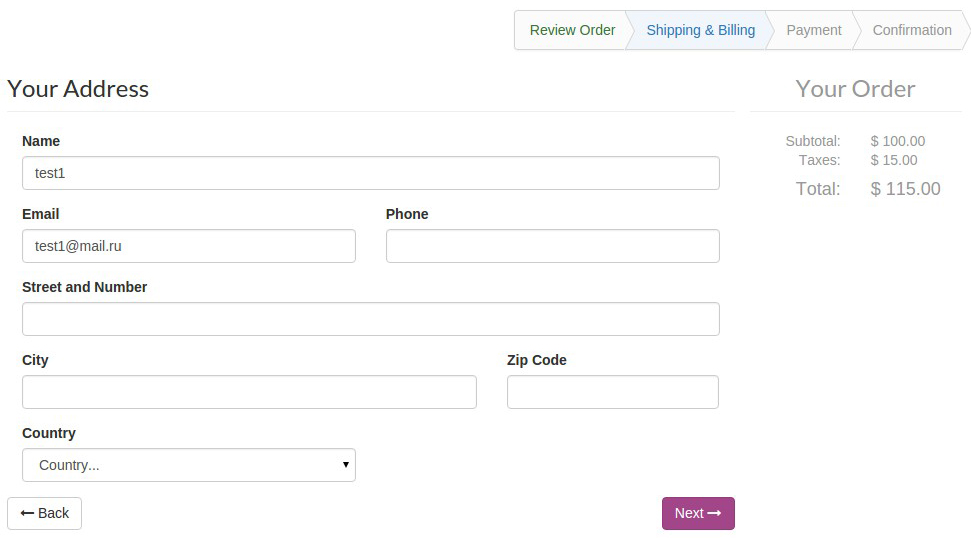 Review Order Shipping & Billing Payment Confirmation
Your Address
Name
test1
Email Phone
test1@mail.ru
Street and Number
City Zip Code
Country
Country...
Back Next
Your Order
Subtotal: $ 100.00
Taxes: $ 15.00
Total: $ 115.00